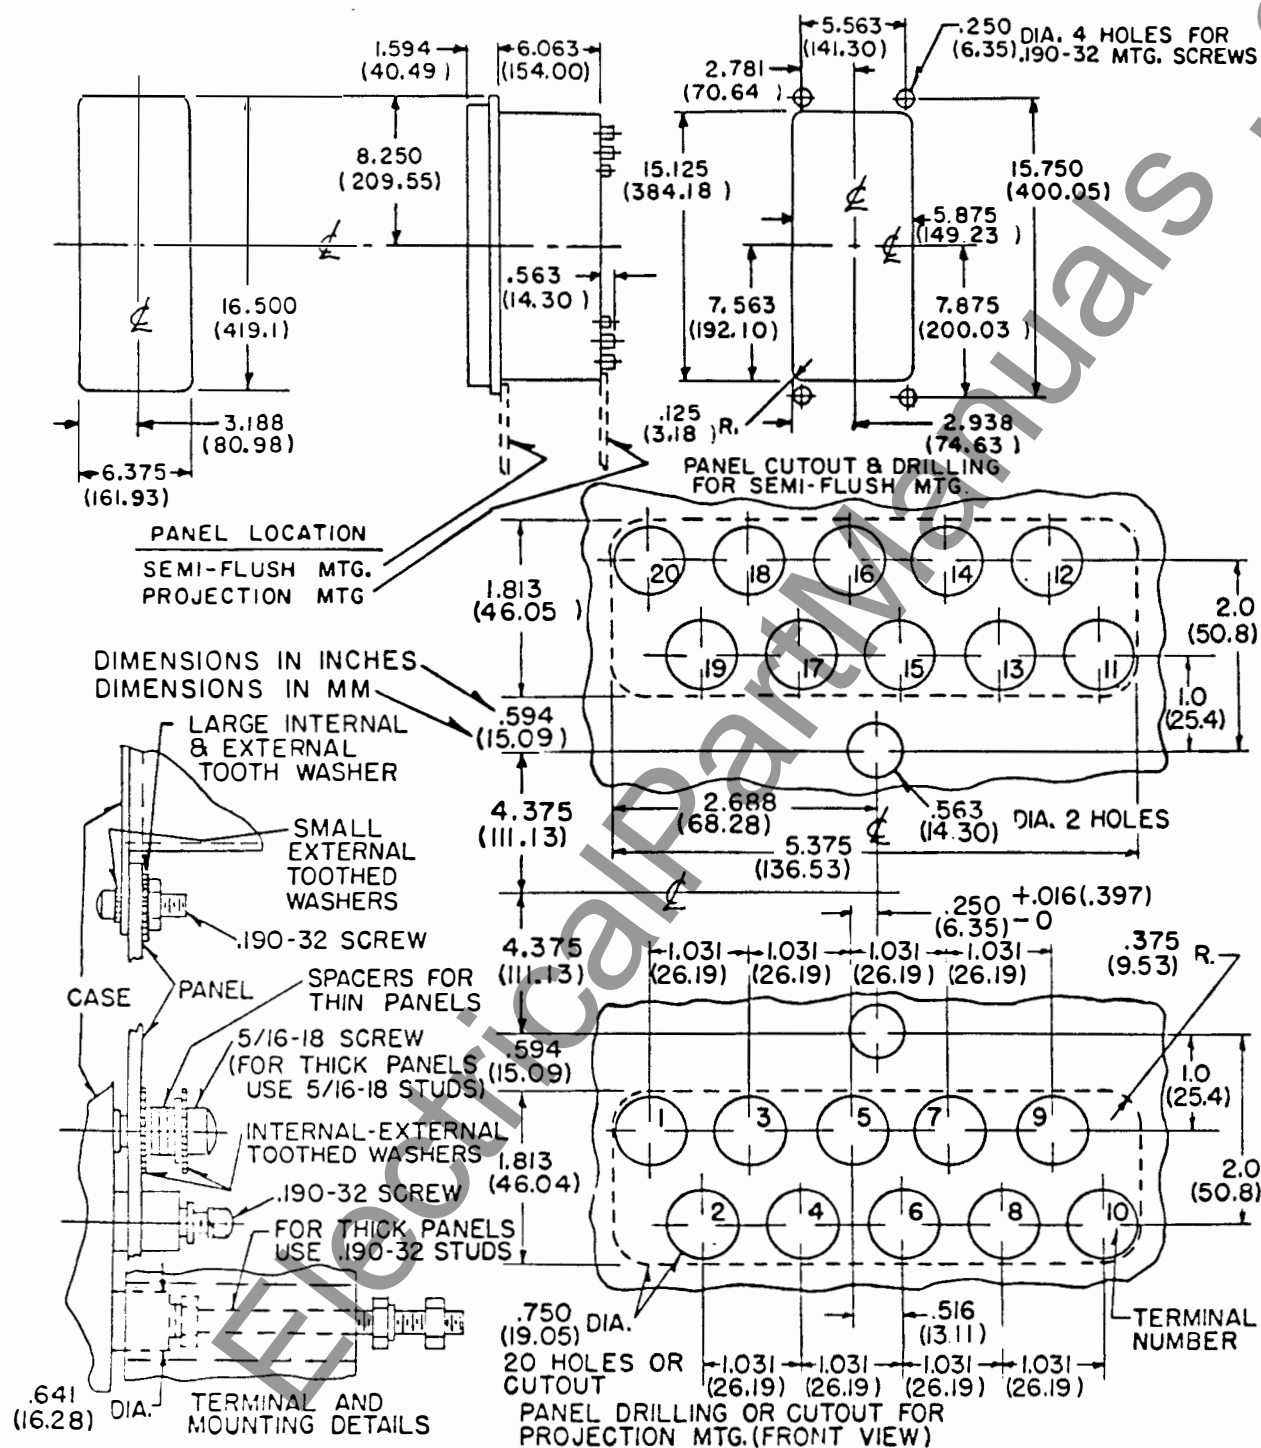 1.594
(40.49 )
6.063
(154.00)
5.563
(141.30)
2.781
(70.64 )
.250 DIA. 4 HOLES FOR
(6.35) .190-32 MTG. SCREWS
8.250
(209.55)
15.125
(384.18 )
15.750
(400.05)
5.875
(149.23 )
℄
℄
℄
℄
16.500
(419.1)
.563
(14.30 )
7.563
(192.10)
7.875
(200.03 )
3.188
(80.98)
.125
(3.18 ) R.
2.938
(74.63 )
6.375
(161.93)
PANEL CUTOUT & DRILLING
FOR SEMI-FLUSH MTG.
PANEL LOCATION
SEMI-FLUSH MTG.
PROJECTION MTG
1.813
(46.05 )
20 18 16 14 12
19 17 15 13 11
2.0
(50.8)
1.0
(25.4)
DIMENSIONS IN INCHES
DIMENSIONS IN MM
.594
(15.09)
LARGE INTERNAL
& EXTERNAL
TOOTH WASHER
4.375
(111.13)
2.688
(68.28)
℄
.563
(14.30) DIA. 2 HOLES
5.375
(136.53)
SMALL
EXTERNAL
TOOTHED
WASHERS
.190-32 SCREW
℄
.250 +.016(.397)
(6.35) -0
4.375
(111.13)
1.031 1.031 1.031 1.031
(26.19) (26.19) (26.19) (26.19)
.375
(9.53) R.
CASE
PANEL
SPACERS FOR
THIN PANELS
5/16-18 SCREW
(FOR THICK PANELS
USE 5/16-18 STUDS)
.594
(15.09)
1.0
(25.4)
INTERNAL-EXTERNAL
TOOTHED WASHERS
1.813
(46.04)
1 3 5 7 9
2 4 6 8 10
2.0
(50.8)
.190-32 SCREW
FOR THICK PANELS
USE .190-32 STUDS
.750
(19.05) DIA.
20 HOLES OR
CUTOUT
.516
(13.11)
TERMINAL
NUMBER
1.031 1.031 1.031 1.031
(26.19) (26.19) (26.19) (26.19)
.641
(16.28) DIA.
TERMINAL AND
MOUNTING DETAILS
PANEL DRILLING OR CUTOUT FOR
PROJECTION MTG.(FRONT VIEW)
ElectricalPartManuals